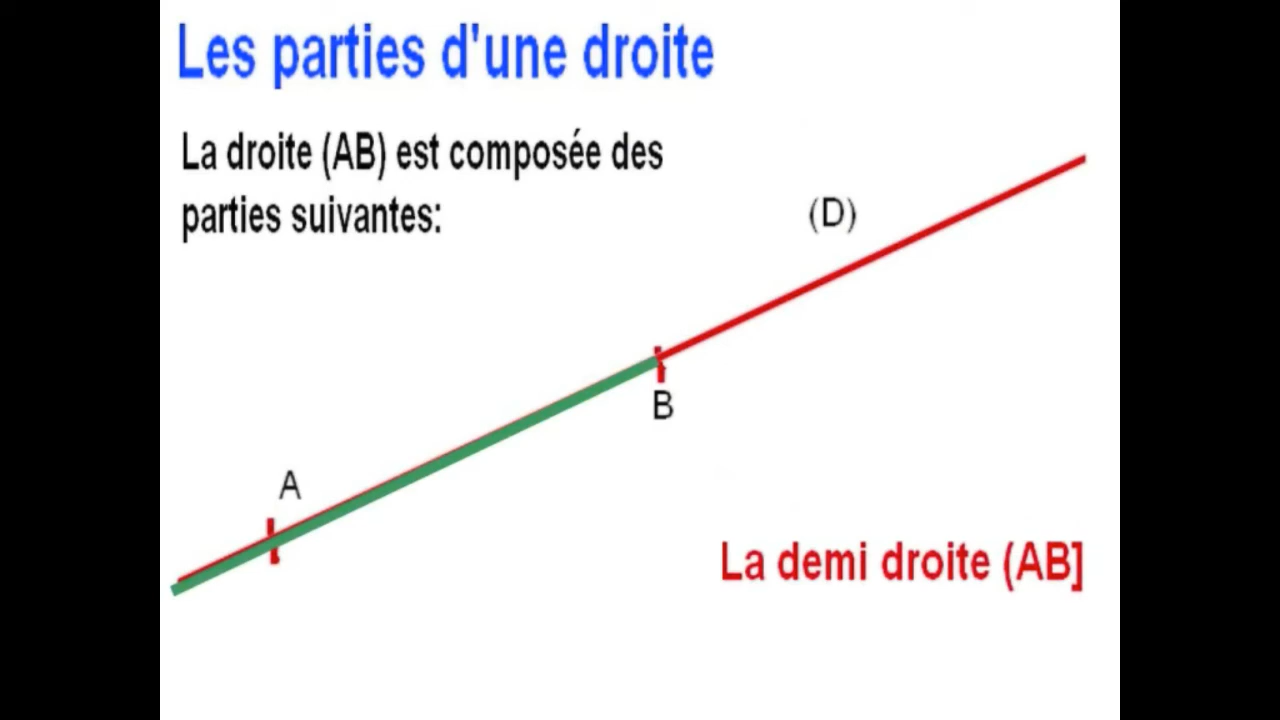 Les parties d'une droite
La droite (AB) est composée des
parties suivantes:
(D)
B
A
La demi droite (AB]